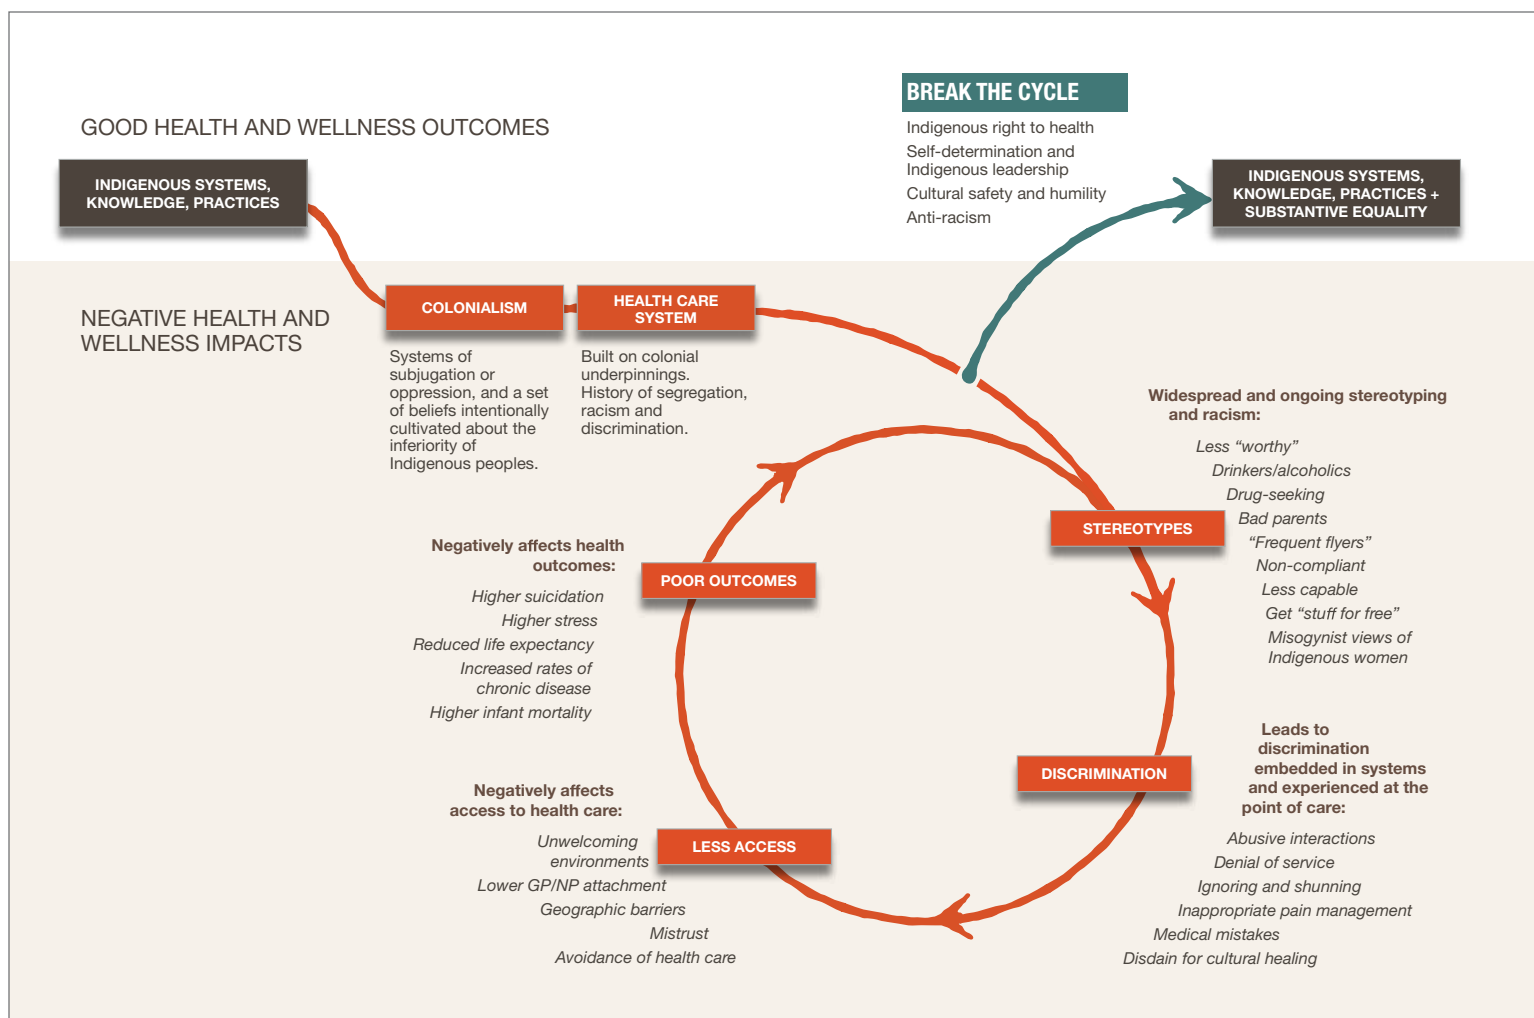 GOOD HEALTH AND WELLNESS OUTCOMES
INDIGENOUS SYSTEMS,
KNOWLEDGE, PRACTICES
BREAK THE CYCLE
Indigenous right to health
Self-determination and
Indigenous leadership
Cultural safety and humility
Anti-racism
INDIGENOUS SYSTEMS,
KNOWLEDGE, PRACTICES +
SUBSTANTIVE EQUALITY
NEGATIVE HEALTH AND
WELLNESS IMPACTS
COLONIALISM
Systems of
subjugation or
oppression, and a set
of beliefs intentionally
cultivated about the
inferiority of
Indigenous peoples.
HEALTH CARE
SYSTEM
Built on colonial
underpinnings.
History of segregation,
racism and
discrimination.
STEREOTYPES
Widespread and ongoing stereotyping
and racism:
Less “worthy”
Drinkers/alcoholics
Drug-seeking
Bad parents
“Frequent flyers”
Non-compliant
Less capable
Get “stuff for free”
Misogynist views of
Indigenous women
DISCRIMINATION
Leads to
discrimination
embedded in systems
and experienced at the
point of care:
Abusive interactions
Denial of service
Ignoring and shunning
Inappropriate pain management
Medical mistakes
Disdain for cultural healing
LESS ACCESS
Negatively affects
access to health care:
Unwelcoming
environments
Lower GP/NP attachment
Geographic barriers
Mistrust
Avoidance of health care
POOR OUTCOMES
Negatively affects health
outcomes:
Higher suicidation
Higher stress
Reduced life expectancy
Increased rates of
chronic disease
Higher infant mortality